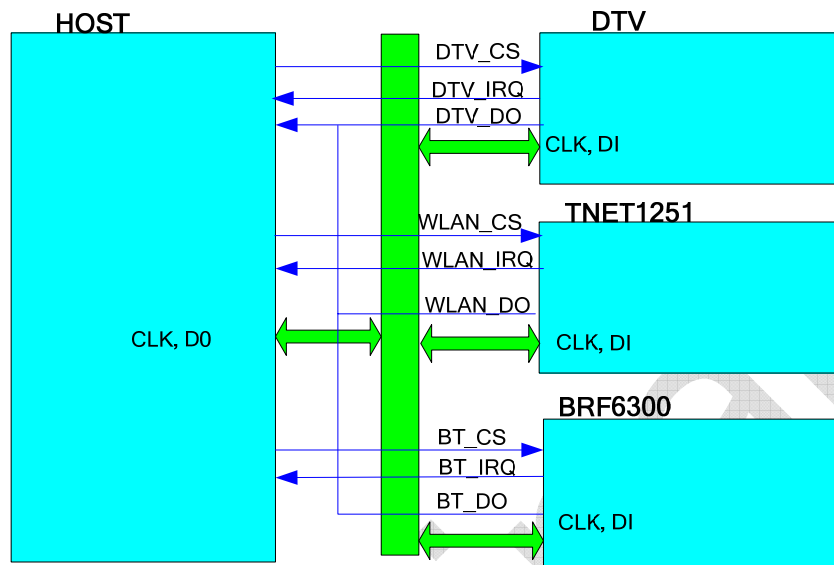 HOST
DTV
DTV_CS
DTV_IRQ
DTV_DO
CLK, DI
TNET1251
WLAN_CS
WLAN_IRQ
WLAN_DO
CLK, D0
CLK, DI
BRF6300
BT_CS
BT_IRQ
BT_DO
CLK, DI